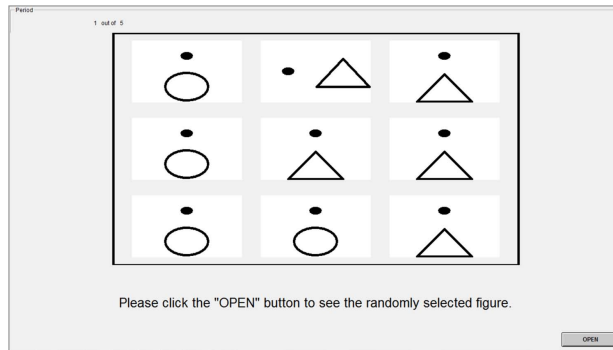 Period
1 out of 5
Please click the "OPEN" button to see the randomly selected figure.
OPEN